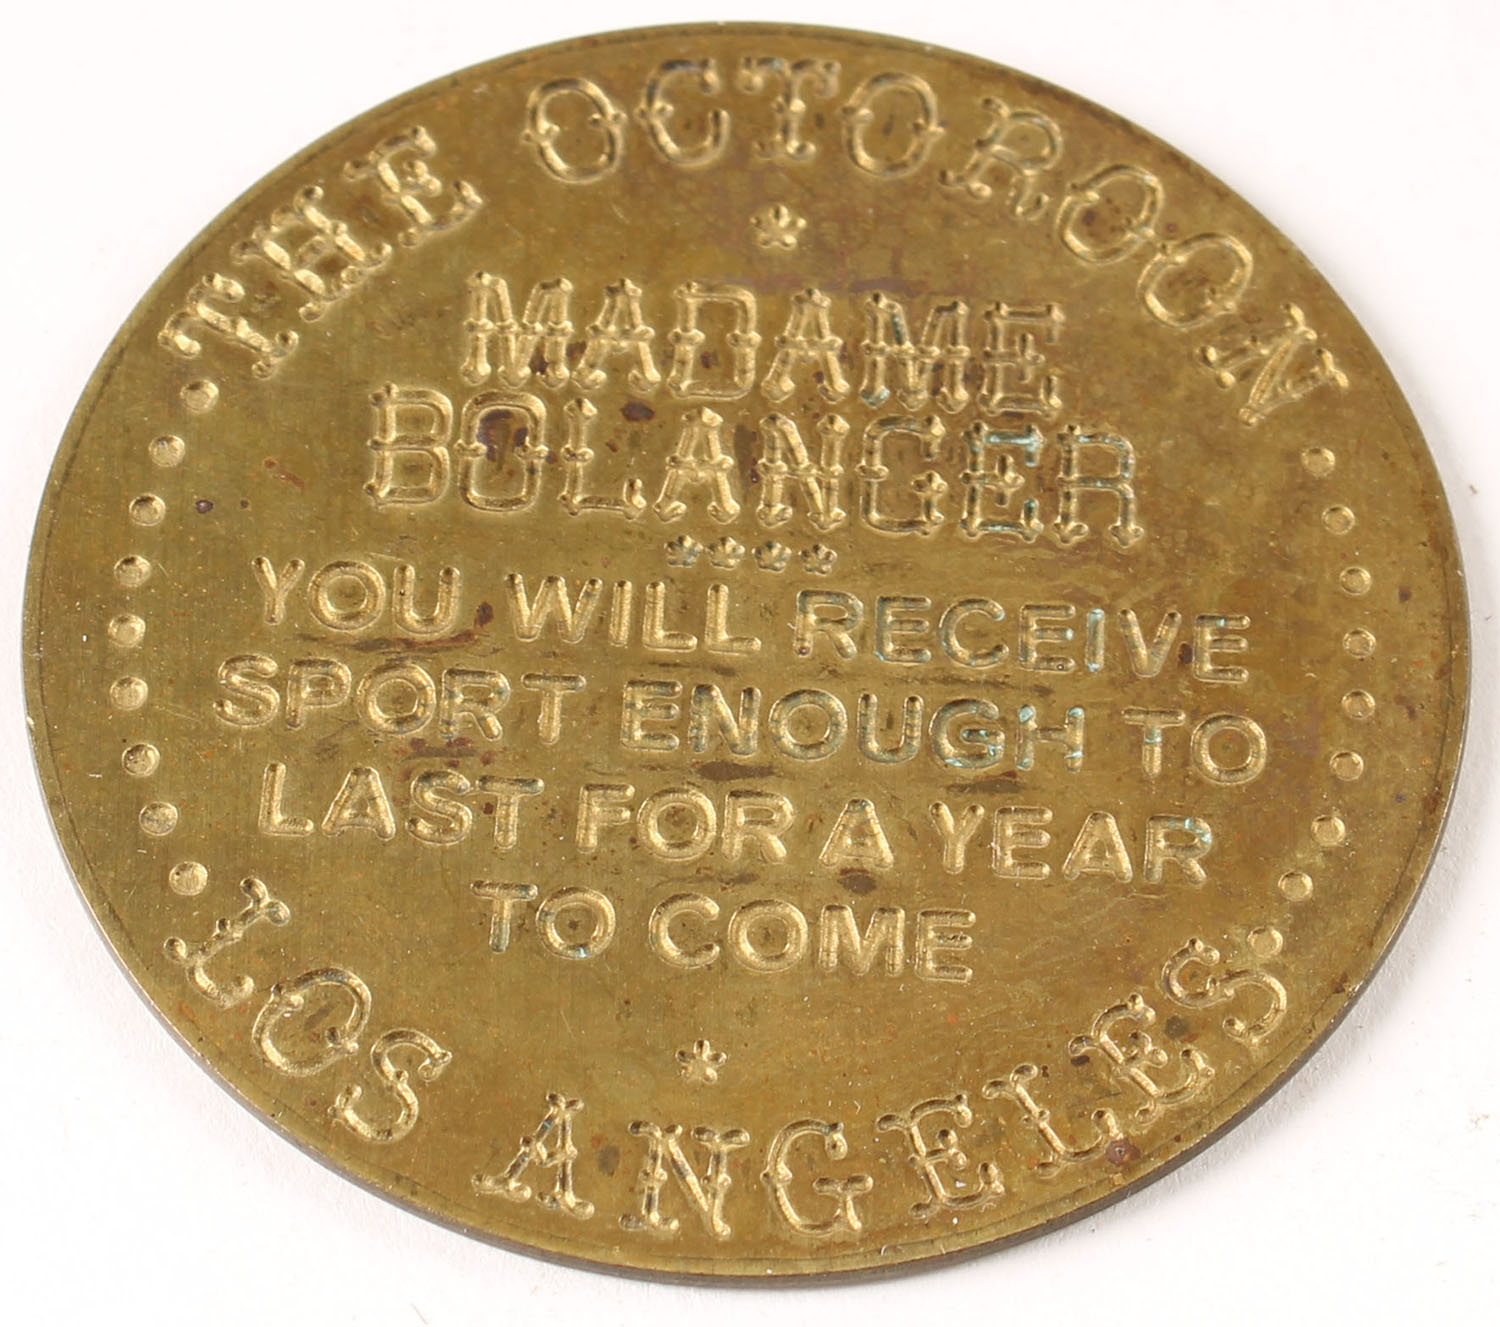 THE OCTOROON
MADAME
BOLANGER
YOU WILL RECEIVE
SPORT ENOUGH TO
LAST FOR A YEAR
TO COME
LOS ANGELES